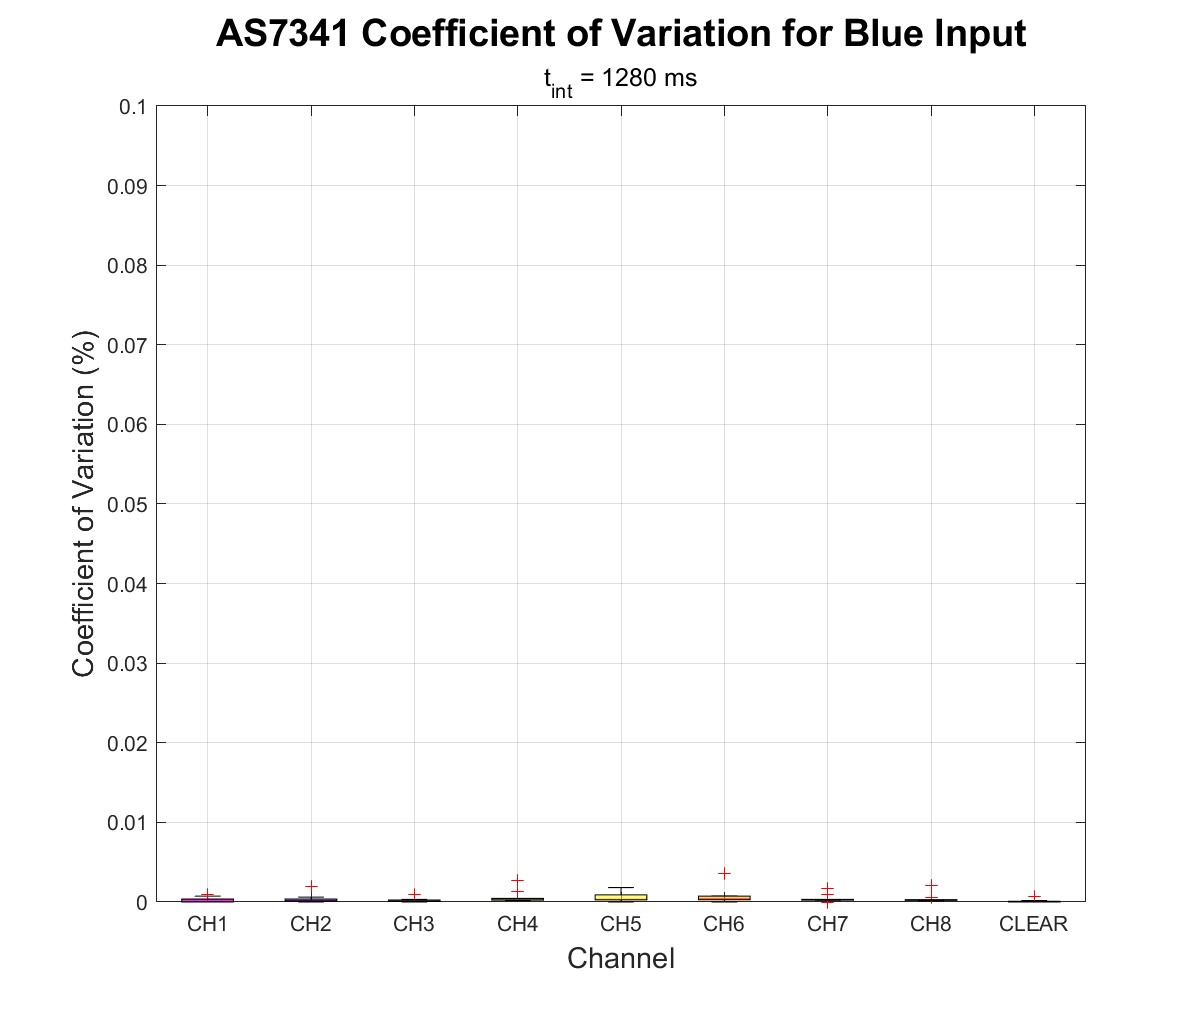 AS7341 Coefficient of Variation for Blue Input
t_int = 1280 ms
0.1
0.09
0.08
0.07
0.06
0.05
0.04
0.03
0.02
0.01
0
Coefficient of Variation (%)
CH1 CH2 CH3 CH4 CH5 CH6 CH7 CH8 CLEAR
Channel